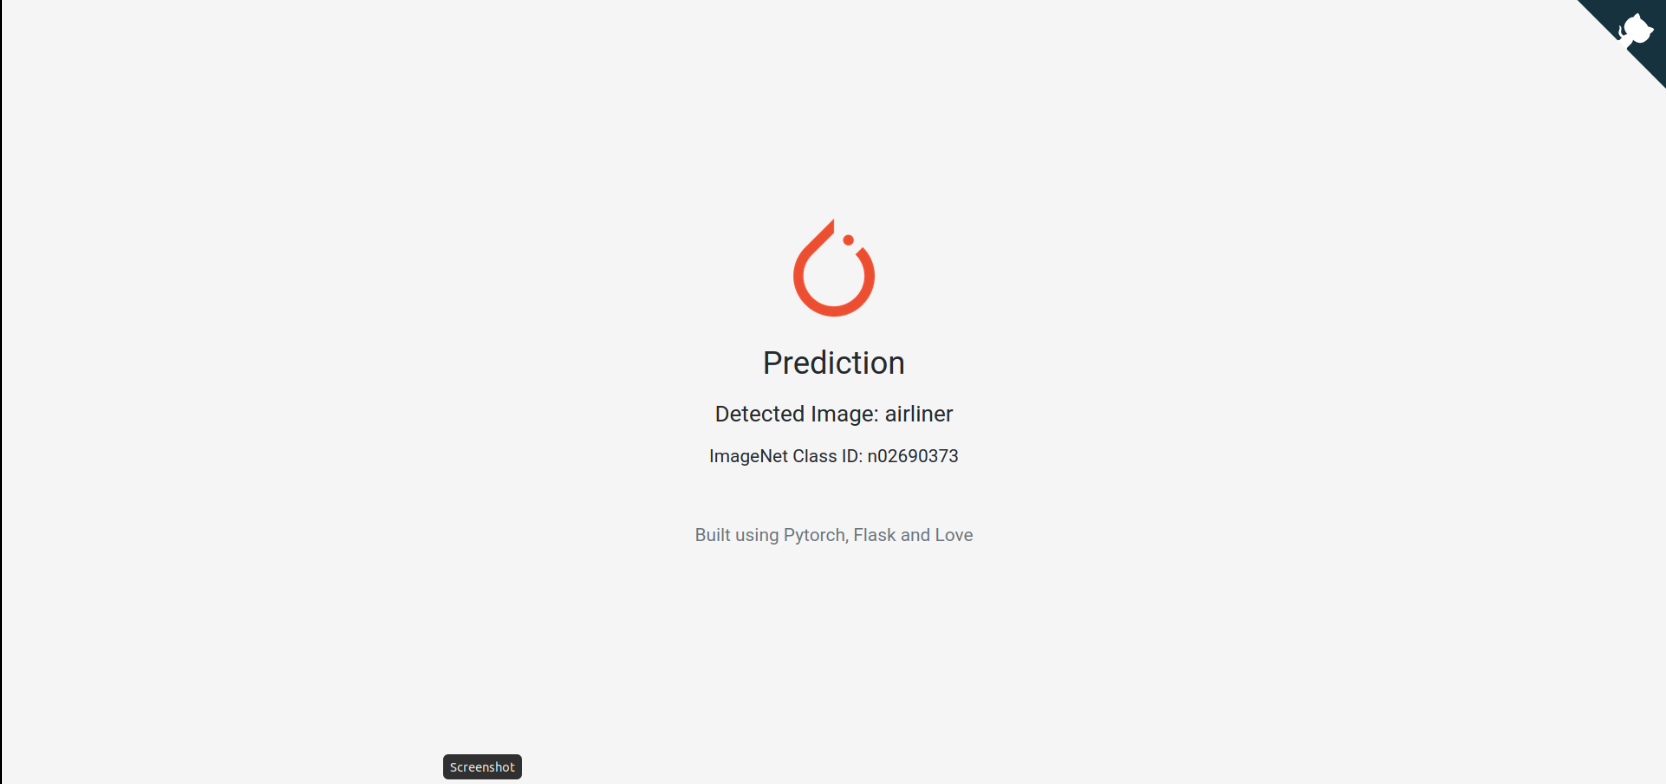 Prediction
Detected Image: airliner
ImageNet Class ID: n02690373
Built using Pytorch, Flask and Love
Screenshot